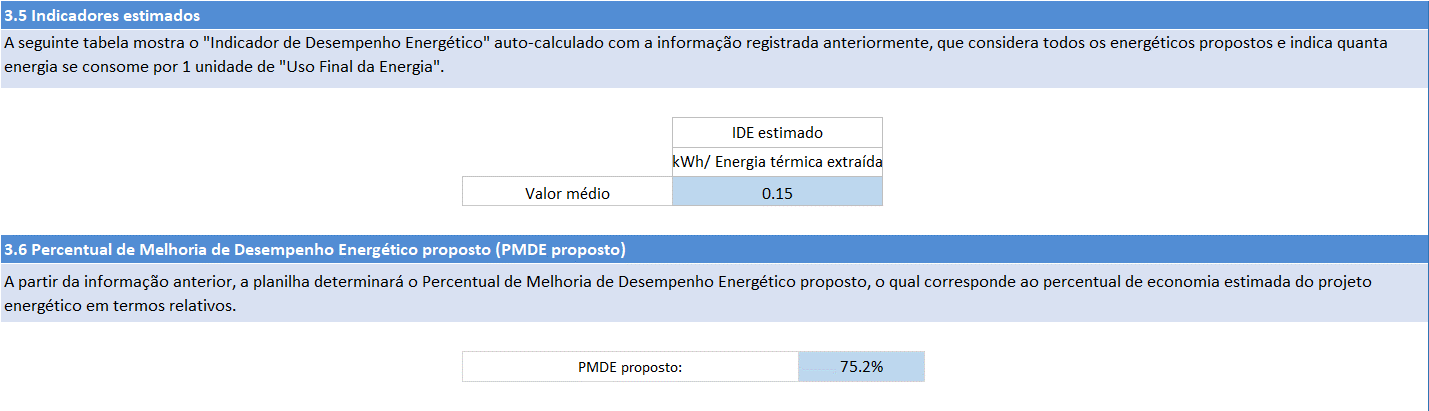 3.5 Indicadores estimados
A seguinte tabela mostra o "Indicador de Desempenho Energético" auto-calculado com a informação registrada anteriormente, que considera todos os energéticos propostos e indica quanta
energia se consome por 1 unidade de "Uso Final da Energia".
IDE estimado
kWh/ Energia térmica extraída
Valor médio 0.15
3.6 Percentual de Melhoria de Desempenho Energético proposto (PMDE proposto)
A partir da informação anterior, a planilha determinará o Percentual de Melhoria de Desempenho Energético proposto, o qual corresponde ao percentual de economia estimada do projeto
energético em termos relativos.
PMDE proposto: 75.2%